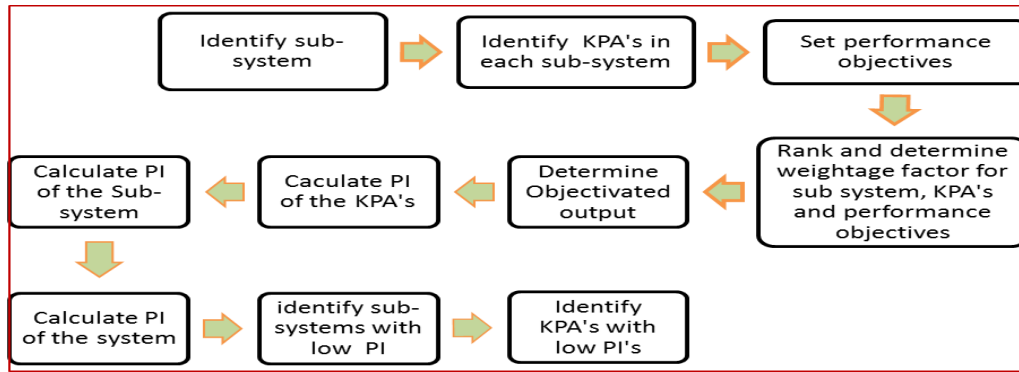 Identify sub-
system
Identify KPA's in
each sub-system
Set performance
objectives
Rank and determine
weightage factor for
sub system, KPA's
and performance
objectives
Determine
Objectivated
output
Caculate PI
of the KPA's
Calculate PI
of the Sub-
system
Calculate PI
of the system
identify sub-
systems with
low PI
Identify
KPA's with
low PI's